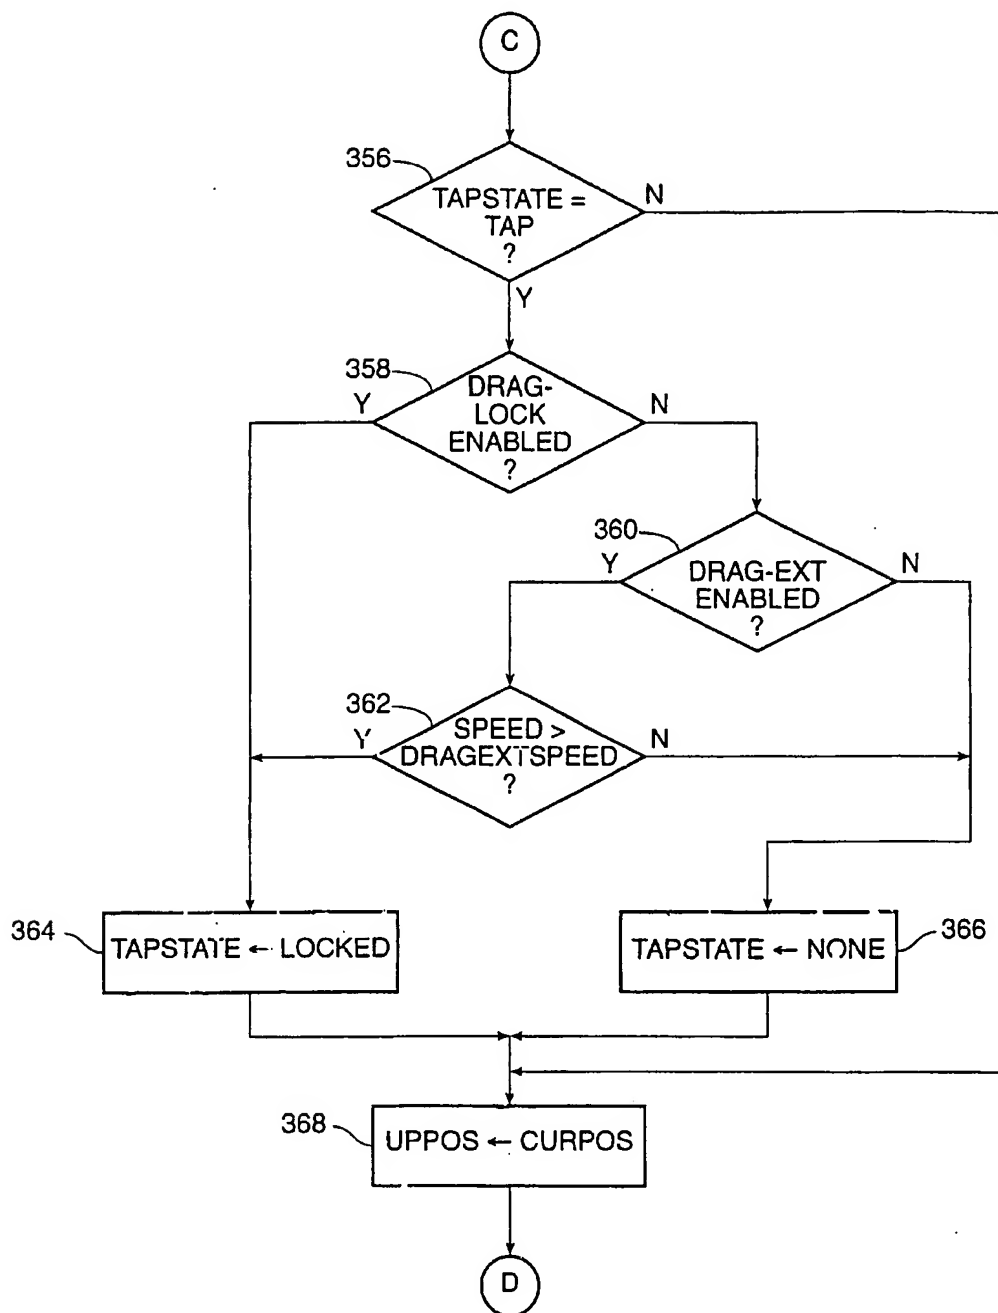 C
356
TAPSTATE =
TAP
?
N
Y
358
DRAG-
LOCK
ENABLED
?
Y
N
360
DRAG-EXT
ENABLED
?
Y
N
362
SPEED >
DRAGEXTSPEED
?
Y
N
364
TAPSTATE ← LOCKED
TAPSTATE ← NONE
366
368
UPPOS ← CURPOS
D